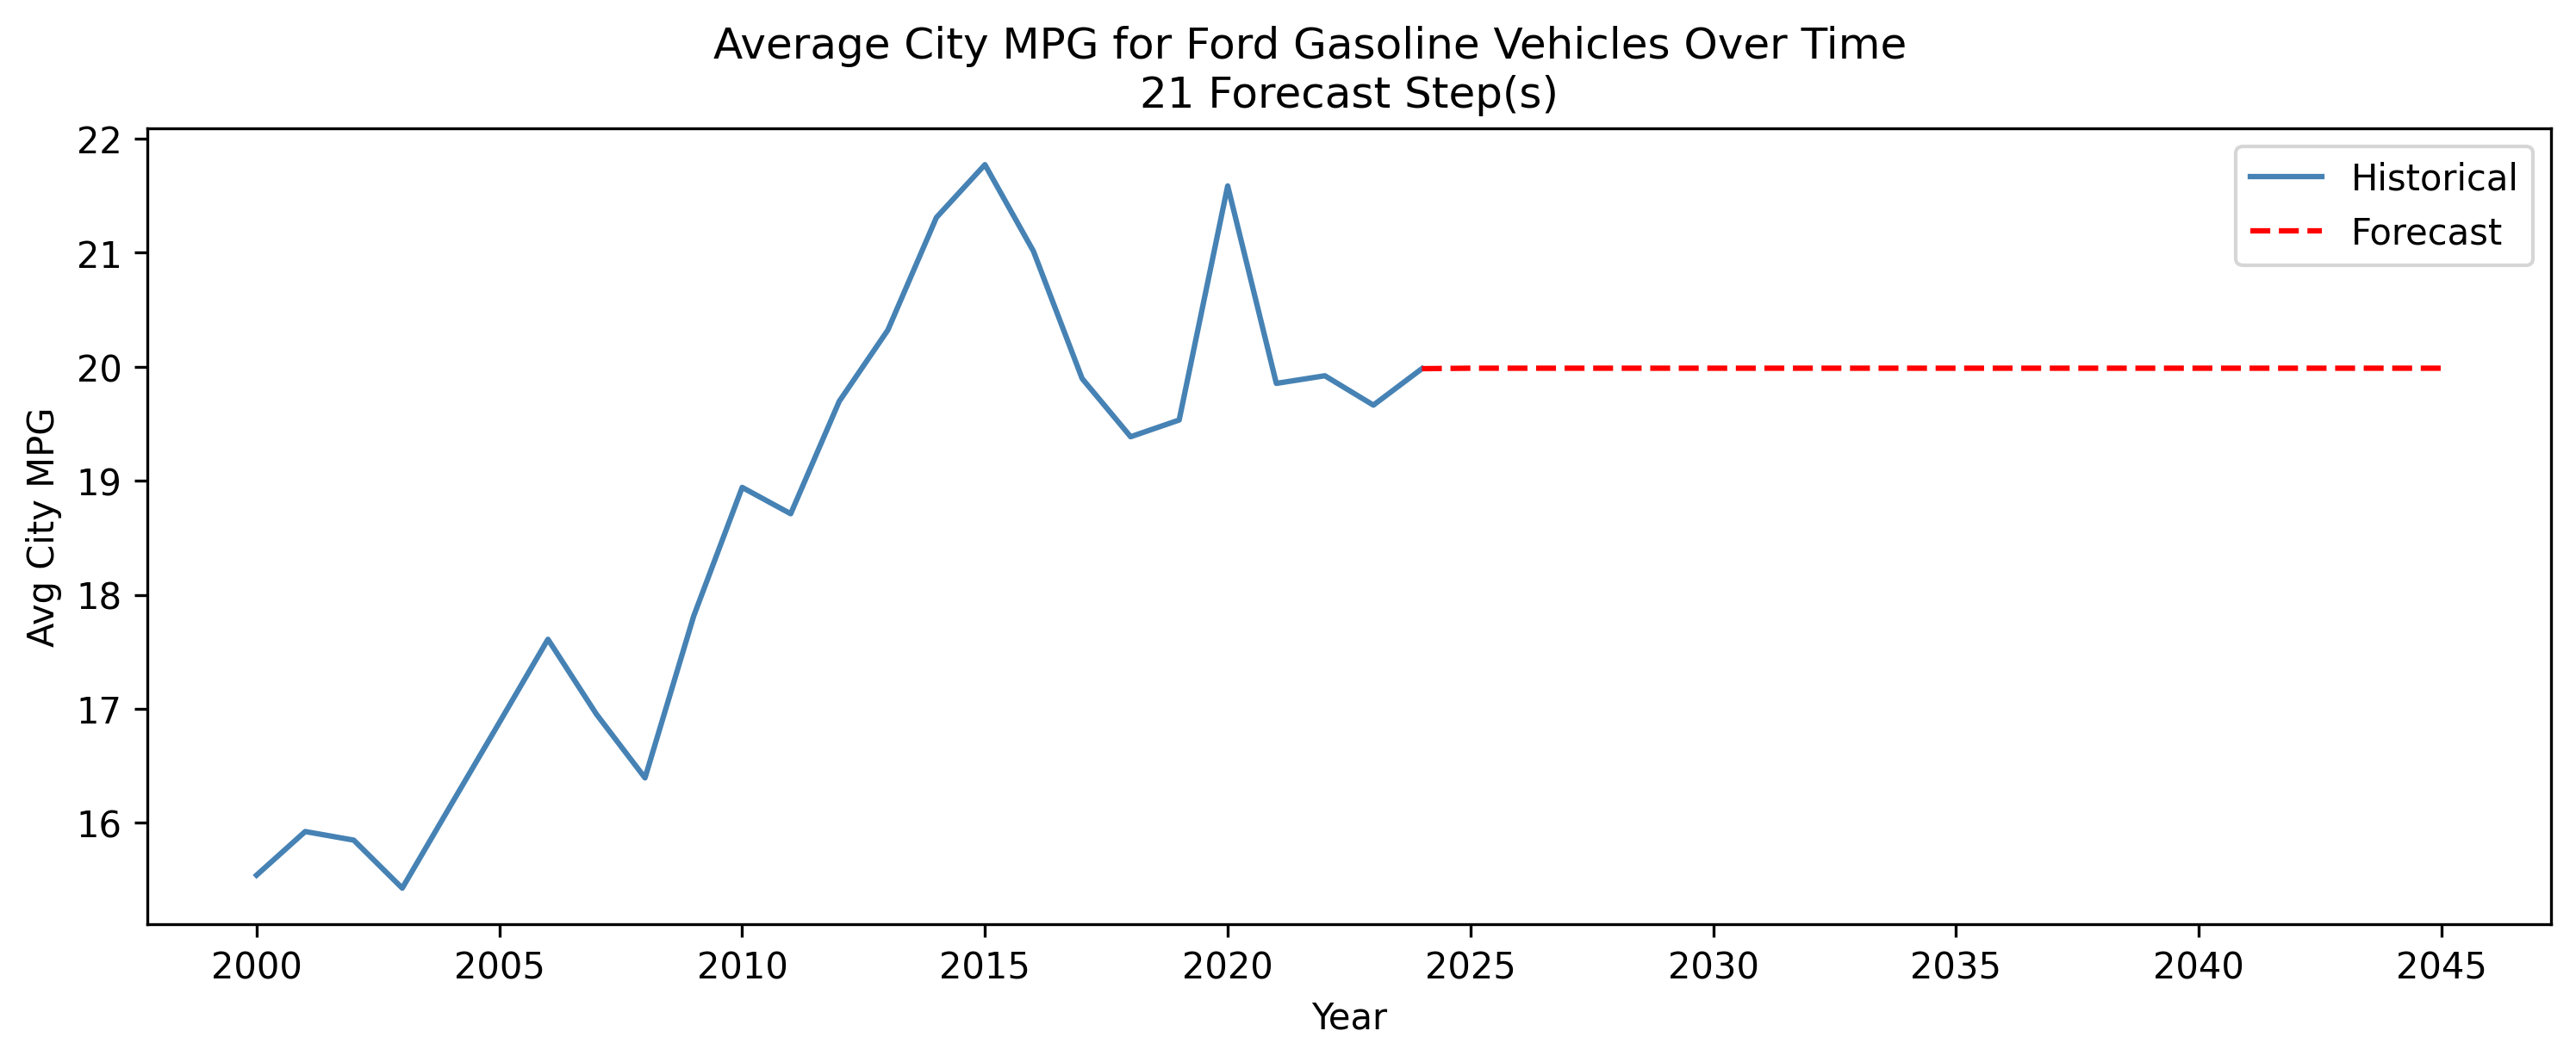 Average City MPG for Ford Gasoline Vehicles Over Time
21 Forecast Step(s)
Historical
Forecast
Avg City MPG
22
21
20
19
18
17
16
2000 2005 2010 2015 2020 2025 2030 2035 2040 2045
Year